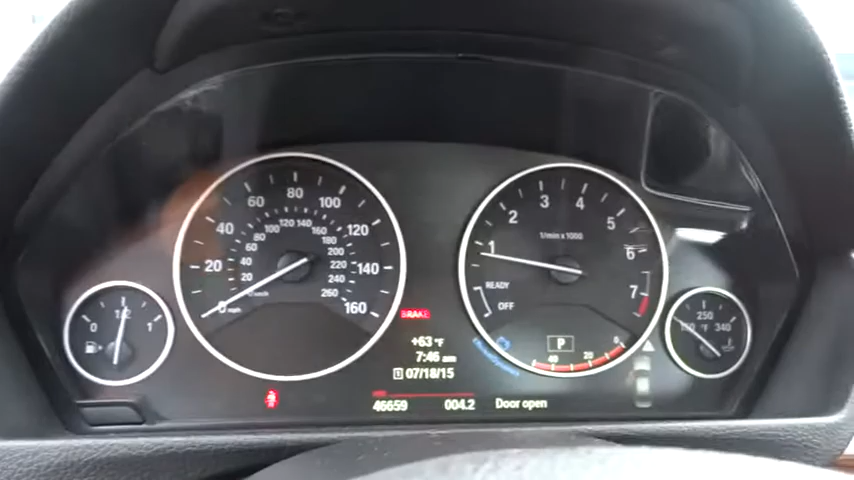 0 1/2 1
0 20 40 60 80 100 120 140 160
20 40 60 80 100 120 140 160 180 200 220 240 260
mph
BRAKE
+63 °F
7:46 am
07/18/15
46659 004.2
1 2 3 4 5 6 7
1/min x 1000
READY
OFF
P
40 20 0
EfficientDynamics
Door open
250
°F 340